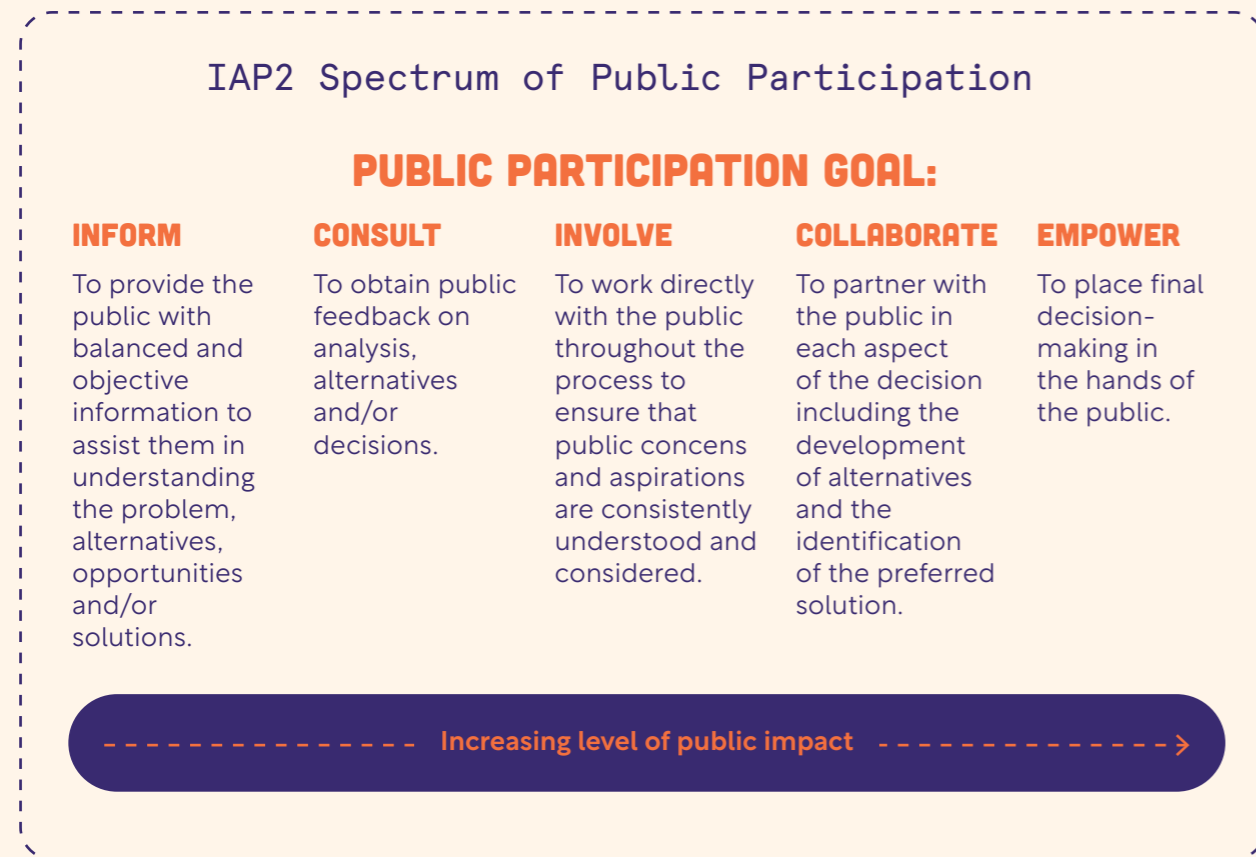 IAP2 Spectrum of Public Participation
PUBLIC PARTICIPATION GOAL:
INFORM
To provide the
public with
balanced and
objective
information to
assist them in
understanding
the problem,
alternatives,
opportunities
and/or
solutions.
CONSULT
To obtain public
feedback on
analysis,
alternatives
and/or
decisions.
INVOLVE
To work directly
with the public
throughout the
process to
ensure that
public concens
and aspirations
are consistently
understood and
considered.
COLLABORATE
To partner with
the public in
each aspect
of the decision
including the
development
of alternatives
and the
identification
of the preferred
solution.
EMPOWER
To place final
decision-
making in
the hands of
the public.
Increasing level of public impact